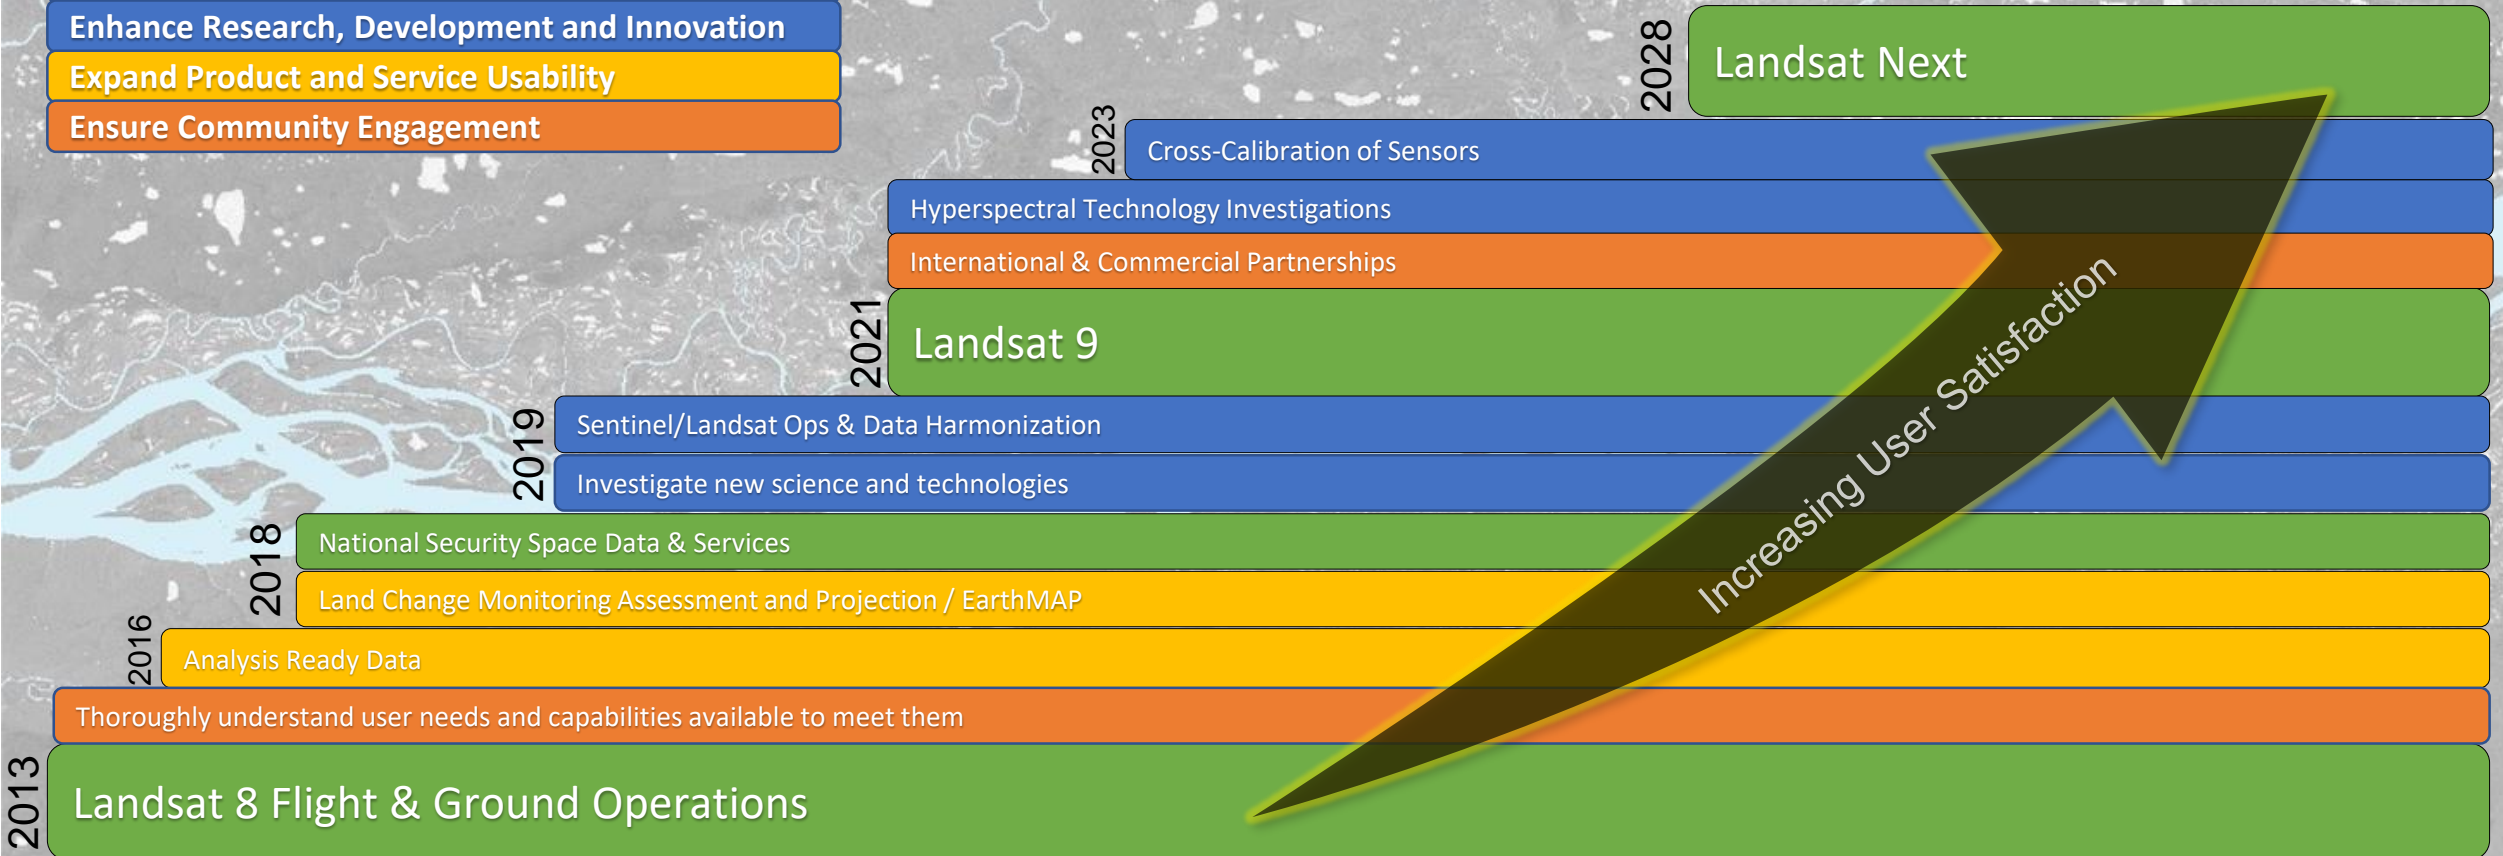 Enhance Research, Development and Innovation
Expand Product and Service Usability
Ensure Community Engagement
2028
Landsat Next
2023
Cross-Calibration of Sensors
Hyperspectral Technology Investigations
International & Commercial Partnerships
2021
Landsat 9
2019
Sentinel/Landsat Ops & Data Harmonization
Investigate new science and technologies
2018
National Security Space Data & Services
Land Change Monitoring Assessment and Projection / EarthMAP
2016
Analysis Ready Data
Thoroughly understand user needs and capabilities available to meet them
2013
Landsat 8 Flight & Ground Operations
Increasing User Satisfaction